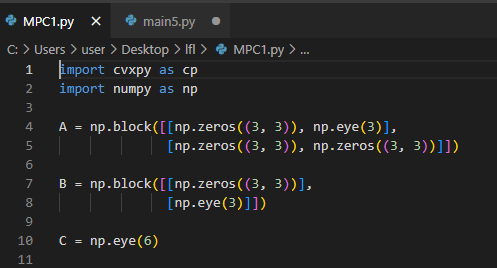 MPC1.py × main5.py
C: > Users > user > Desktop > lfl > MPC1.py > ...
1 import cvxpy as cp
2 import numpy as np
3
4 A = np.block([[np.zeros((3, 3)), np.eye(3)],
5 [np.zeros((3, 3)), np.zeros((3, 3))]])
6
7 B = np.block([[np.zeros((3, 3))],
8 [np.eye(3)]])
9
10 C = np.eye(6)
11